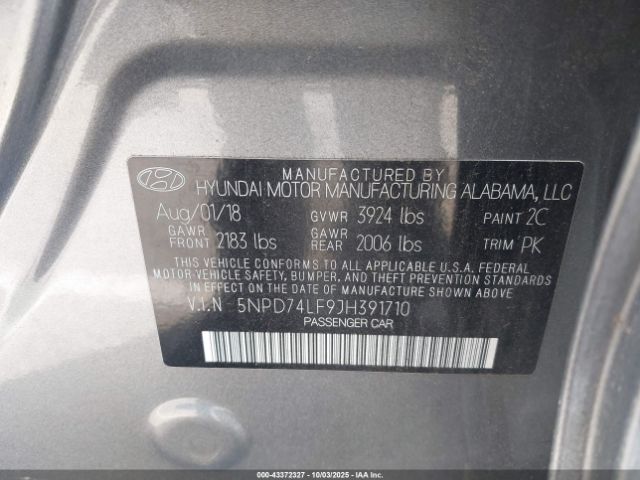 MANUFACTURED BY
HYUNDAI MOTOR MANUFACTURING ALABAMA, LLC
Aug/01/18 GVWR 3924 lbs PAINT 2C
GAWR FRONT 2183 lbs GAWR REAR 2006 lbs TRIM PK
THIS VEHICLE CONFORMS TO ALL APPLICABLE U.S.A. FEDERAL
MOTOR VEHICLE SAFETY, BUMPER, AND THEFT PREVENTION STANDARDS
IN EFFECT ON THE DATE OF MANUFACTURE SHOWN ABOVE.
V.I.N 5NPD74LF9JH391710
PASSENGER CAR
000-43372327 - 10/03/2025 - IAAI.com